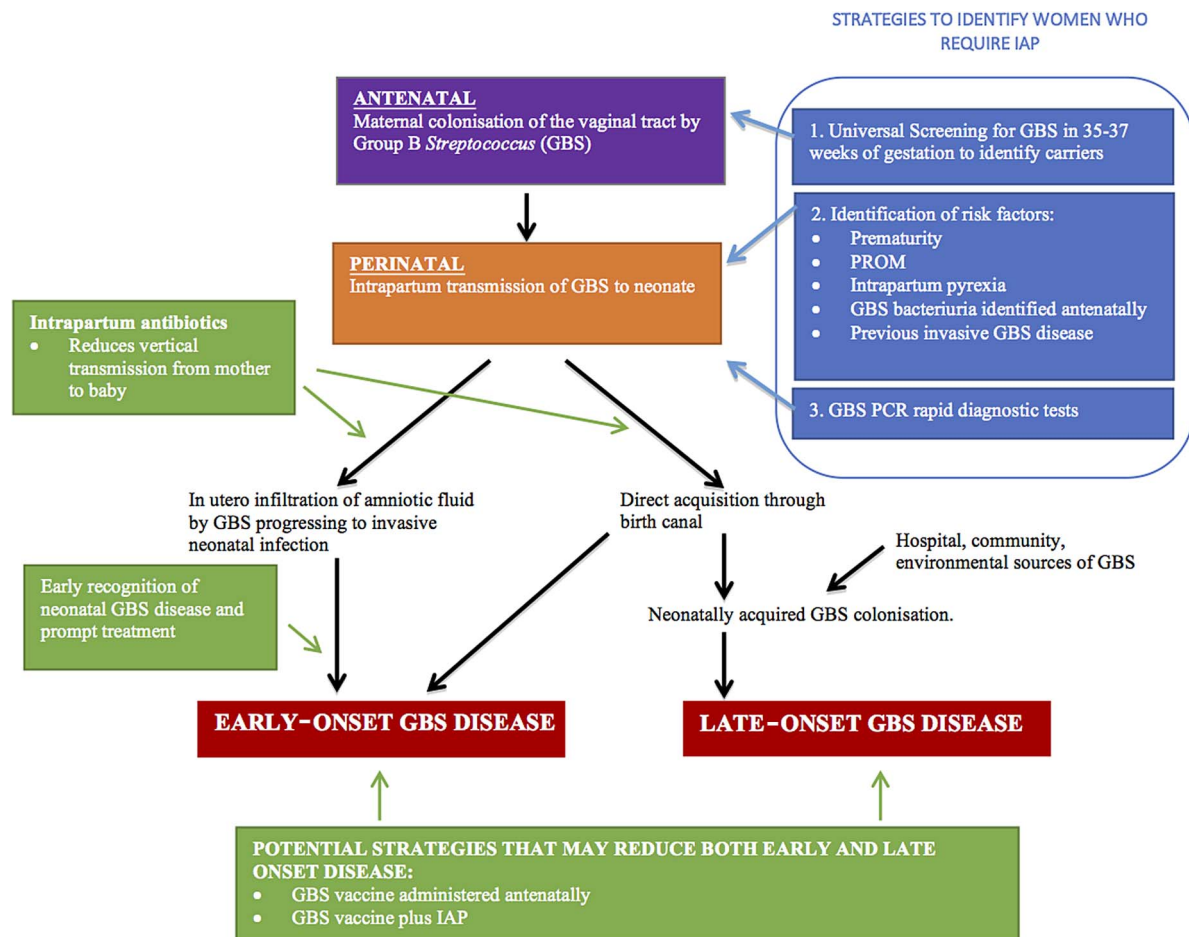 STRATEGIES TO IDENTIFY WOMEN WHO
REQUIRE IAP
ANTENATAL
Maternal colonisation of the vaginal tract by
Group B Streptococcus (GBS)
1. Universal Screening for GBS in 35-37
weeks of gestation to identify carriers
2. Identification of risk factors:
• Prematurity
• PROM
• Intrapartum pyrexia
• GBS bacteriuria identified antenatally
• Previous invasive GBS disease
3. GBS PCR rapid diagnostic tests
PERINATAL
Intrapartum transmission of GBS to neonate
Intrapartum antibiotics
• Reduces vertical
transmission from mother
to baby
In utero infiltration of amniotic fluid
by GBS progressing to invasive
neonatal infection
Direct acquisition through
birth canal
Hospital, community,
environmental sources of GBS
Early recognition of
neonatal GBS disease and
prompt treatment
Neonatally acquired GBS colonisation.
EARLY–ONSET GBS DISEASE
LATE–ONSET GBS DISEASE
POTENTIAL STRATEGIES THAT MAY REDUCE BOTH EARLY AND LATE
ONSET DISEASE:
• GBS vaccine administered antenatally
• GBS vaccine plus IAP